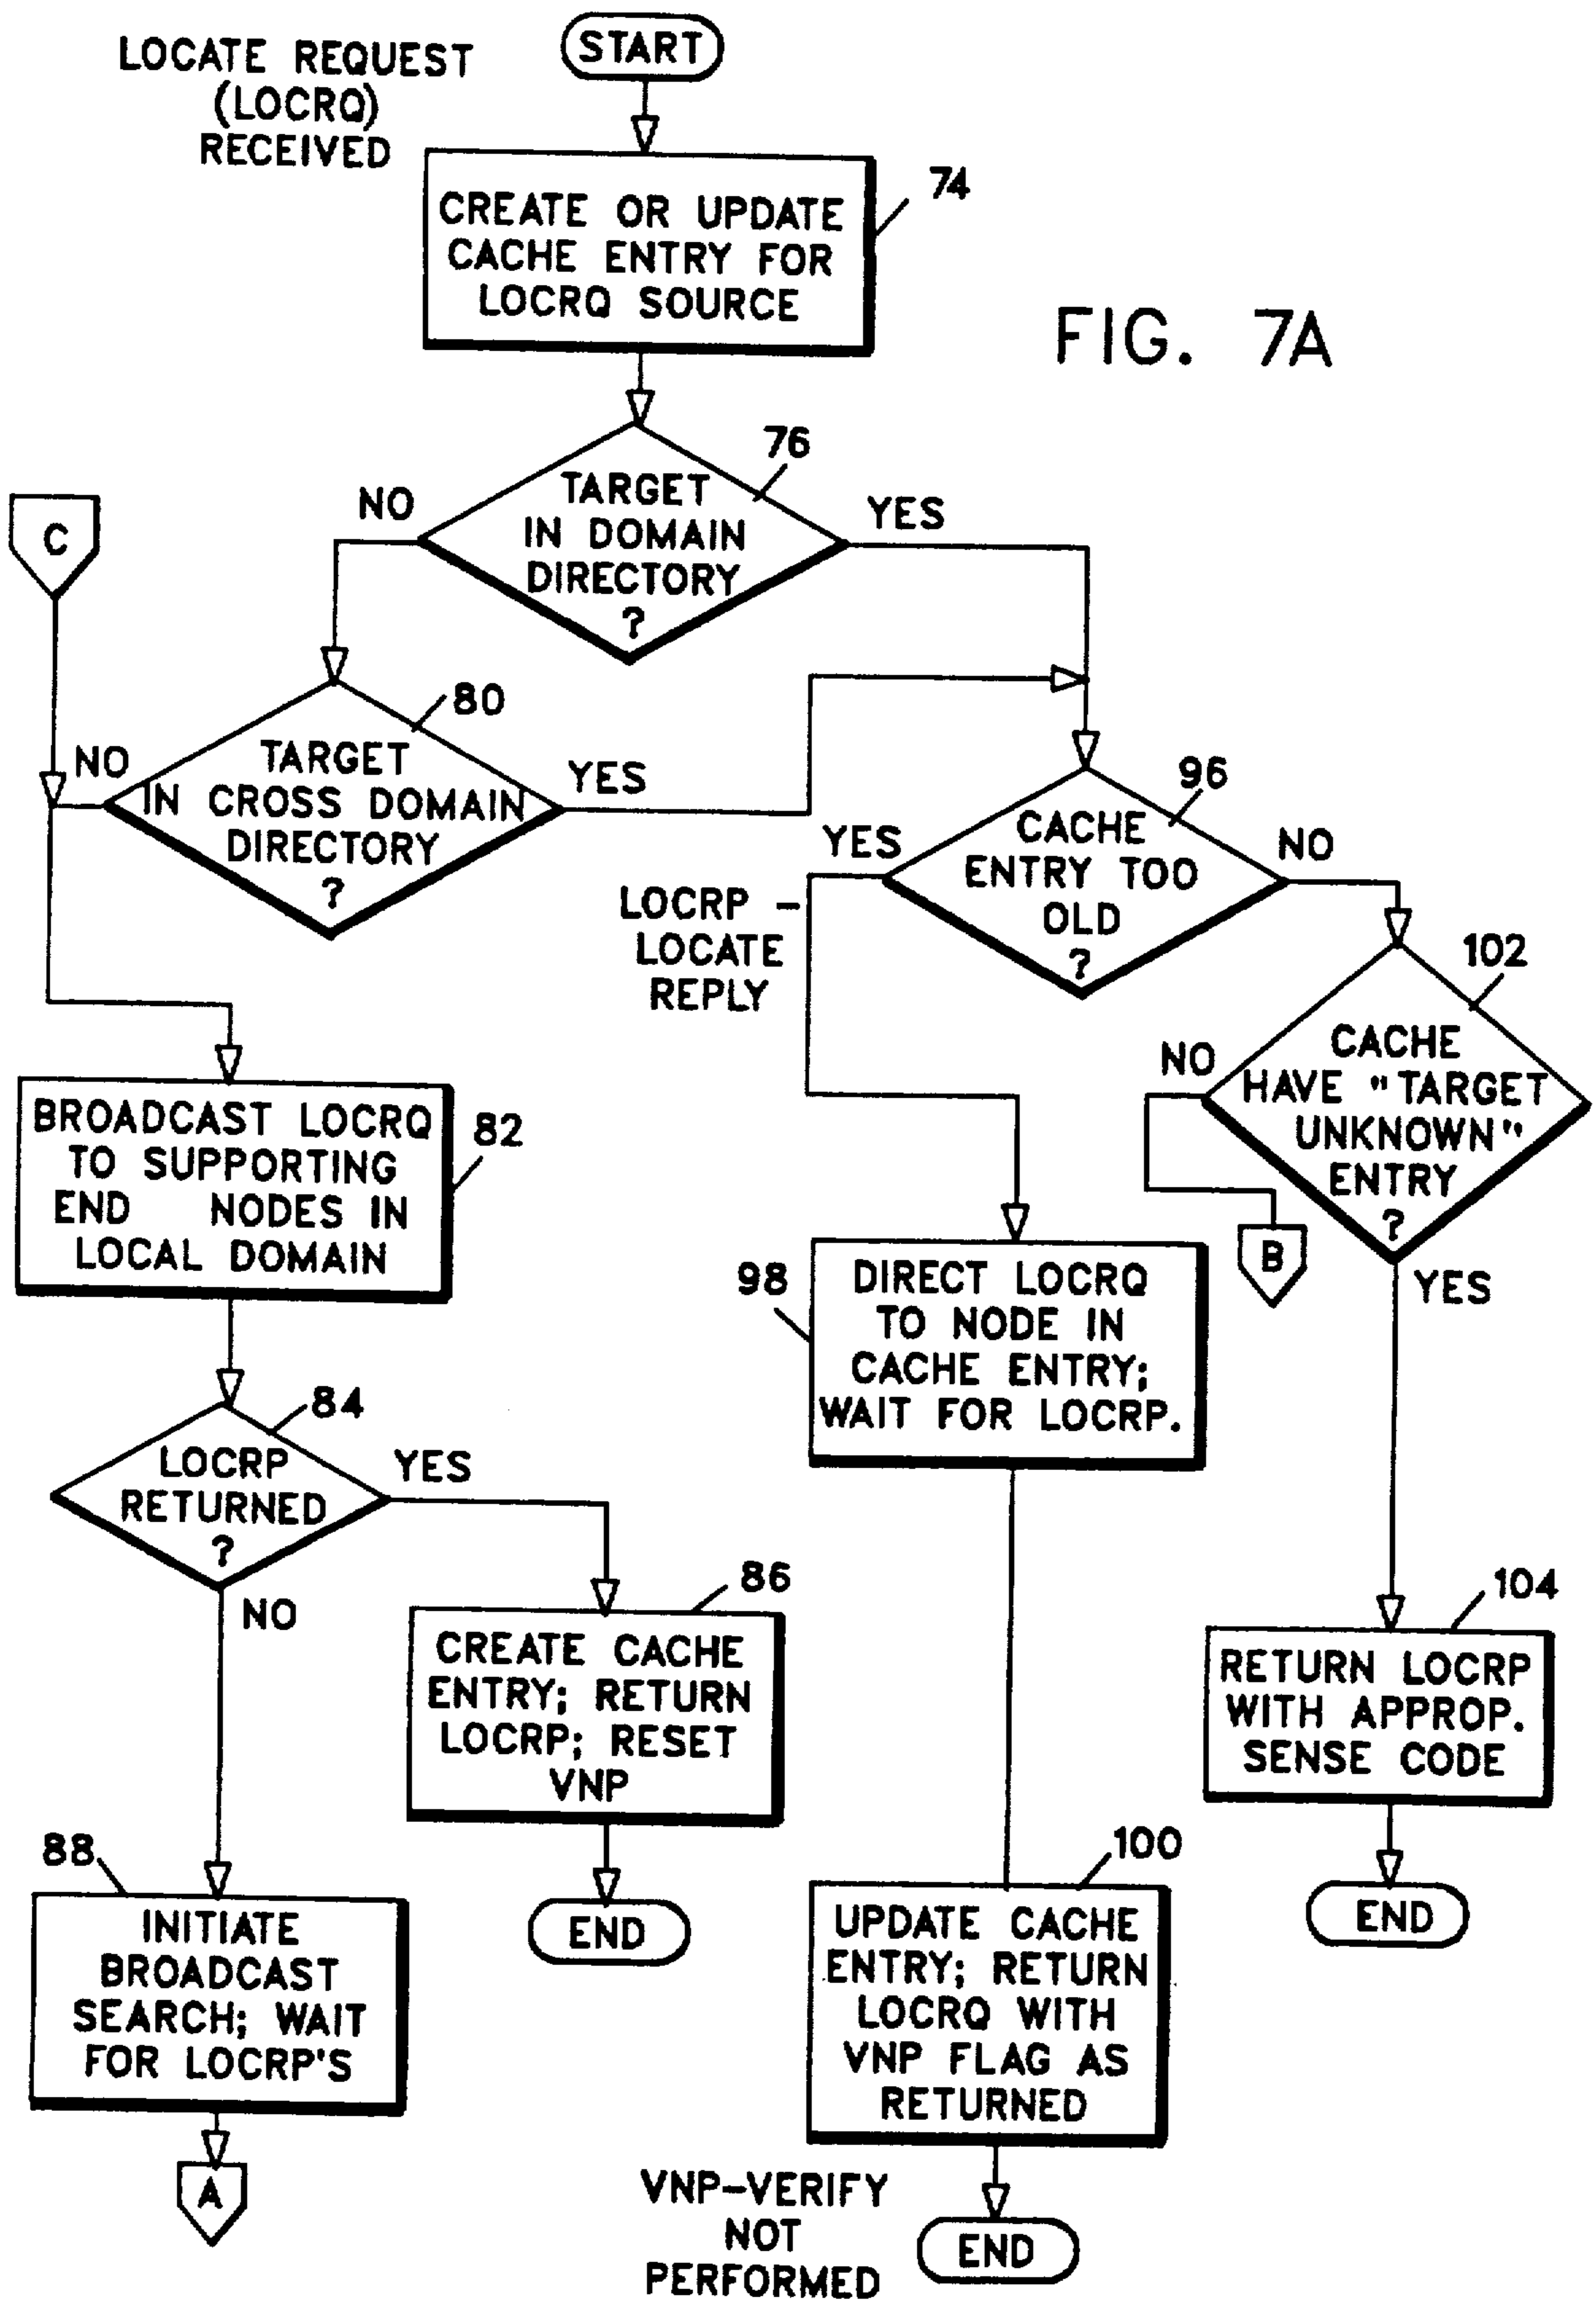 LOCATE REQUEST
(LOCRQ)
RECEIVED
START
CREATE OR UPDATE
CACHE ENTRY FOR
LOCRQ SOURCE
74
FIG. 7A
76
TARGET
IN DOMAIN
DIRECTORY
?
NO
YES
C
80
TARGET
IN CROSS DOMAIN
DIRECTORY
?
NO
YES
96
CACHE
ENTRY TOO
OLD
?
YES
NO
LOCRP -
LOCATE
REPLY
102
CACHE
HAVE "TARGET
UNKNOWN"
ENTRY
?
NO
YES
B
BROADCAST LOCRQ
TO SUPPORTING
END NODES IN
LOCAL DOMAIN
82
98
DIRECT LOCRQ
TO NODE IN
CACHE ENTRY;
WAIT FOR LOCRP.
84
LOCRP
RETURNED
?
YES
NO
86
CREATE CACHE
ENTRY; RETURN
LOCRP; RESET
VNP
END
104
RETURN LOCRP
WITH APPROP.
SENSE CODE
END
88
INITIATE
BROADCAST
SEARCH; WAIT
FOR LOCRP'S
A
100
UPDATE CACHE
ENTRY; RETURN
LOCRQ WITH
VNP FLAG AS
RETURNED
END
VNP-VERIFY
NOT
PERFORMED